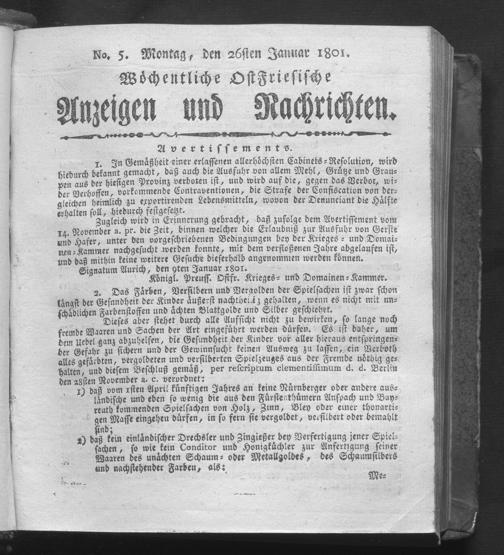 No. 5. Montag, den 26sten Januar 1801.
Wöchentliche OstFriesische
Anzeigen und Nachrichten.
Avertissements.
1. In Gemäßheit einer erlassenen allerhöchsten Cabinets-Resolution, wird
hiedurch bekannt gemacht, daß auch die Ausfuhr von allem Mehl, Grütze und Grau-
pen aus der hiesigen Provinz verboten ist, und wird auf die, gegen das Verbot, wi-
der Verhoffen, vorkommende Contraventionen, die Strafe der Confiscation von der-
gleichen heimlich zu exportirenden Lebensmitteln, wovon der Denunciant die Hälfte
erhalten soll, hiedurch festgesetzt.
Zugleich wird in Erinnerung gebracht, daß zufolge dem Avertissement vom
14. November a. pr. die Zeit, binnen welcher die Erlaubniß zur Ausfuhr von Gerste
und Hafer, unter den vorgeschriebenen Bedingungen bey der Krieges- und Domai-
nen-Kammer nachgesucht werden konnte, mit dem verfloßenen Jahre abgelaufen ist,
und daß mithin keine weitere Gesuche dieserhalb angenommen werden können.
Signatum Aurich, den 9ten Januar 1801.
Königl. Preuss. Ostfr. Krieges- und Domainen-Kammer.
2. Das Färben, Versilbern und Vergolden der Spielsachen ist zwar schon
längst der Gesundheit der Kinder äußerst nachtheilig gehalten, wenn es nicht mit un-
schädlichen Farbenstoffen und ächten Blattgolde und Silber geschiehet.
Dieses aber stehet durch alle Aufsicht nicht zu bewirken, so lange noch
fremde Waaren und Sachen der Art eingeführt werden dürfen. Es ist daher, um
dem Uebel ganz abzuhelfen, die Gesundheit der Kinder vor aller hieraus entspringen-
der Gefahr zu sichern und der Gewinnsucht keinen Ausweg zu lassen, ein Verboth
alles gefärbten, vergoldeten und versilberten Spielzeuges aus der Fremde nöthig ge-
halten, und diesem Beschluß gemäß, per rescriptum clementissimum d. d. Berlin
den 28sten November a. c. verordnet:
1) daß vom 1sten April künftigen Jahres an keine Nürnberger oder andere aus-
ländische und eben so wenig die aus den Fürstenthümern Anspach und Bay-
reuth kommenden Spielsachen von Holz, Zinn, Bley oder einer thonarti-
gen Masse eingehen dürfen, in so fern sie vergoldet, versilbert oder bemahlt
sind;
2) daß kein einländischer Drechsler und Zingießer bey Verfertigung jener Spiel-
sachen, so wie kein Conditor und Honigküchler zur Anfertigung seiner
Waaren des unächten Schaum- oder Metallgoldes, des Schaumsilbers
und nachstehender Farben, als:
Me-